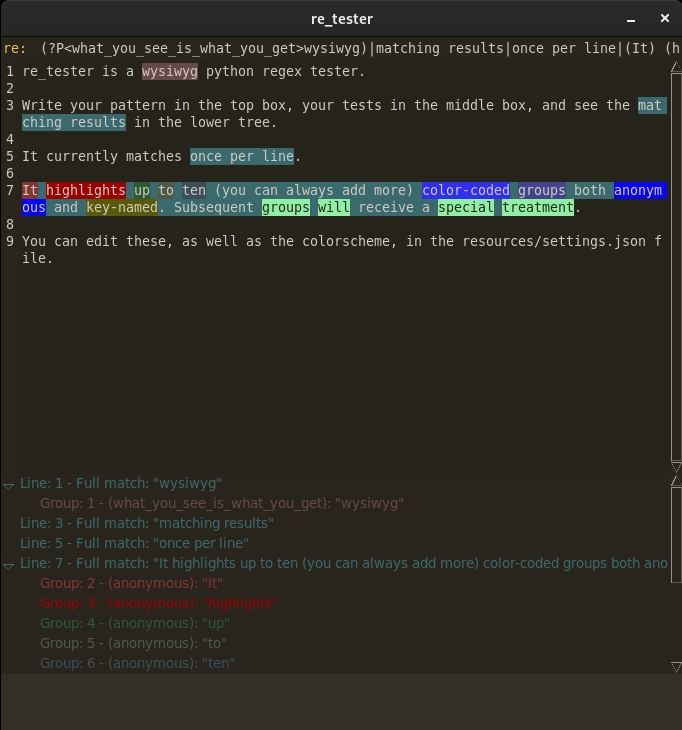 re_tester
re: (?P<what_you_see_is_what_you_get>wysiwyg)|matching results|once per line|(It) (h
1 re_tester is a wysiwyg python regex tester.
2
3 Write your pattern in the top box, your tests in the middle box, and see the mat
ching results in the lower tree.
4
5 It currently matches once per line.
6
7 It highlights up to ten (you can always add more) color-coded groups both anonym
ous and key-named. Subsequent groups will receive a special treatment.
8
9 You can edit these, as well as the colorscheme, in the resources/settings.json f
ile.
Line: 1 - Full match: "wysiwyg"
Group: 1 - (what_you_see_is_what_you_get): "wysiwyg"
Line: 3 - Full match: "matching results"
Line: 5 - Full match: "once per line"
Line: 7 - Full match: "It highlights up to ten (you can always add more) color-coded groups both ano
Group: 2 - (anonymous): "It"
Group: 3 - (anonymous): "highlights"
Group: 4 - (anonymous): "up"
Group: 5 - (anonymous): "to"
Group: 6 - (anonymous): "ten"